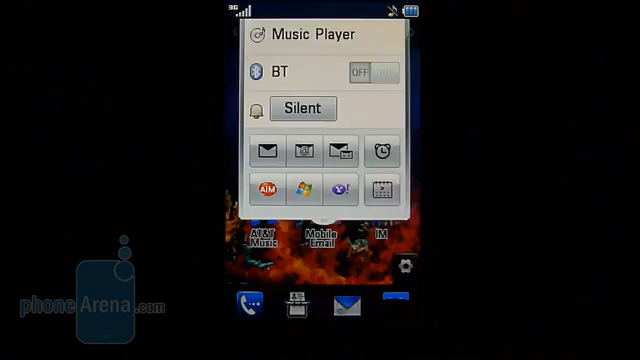 3G
Music Player
BT
OFF
Silent
@
AIM
Y!
AT&T Music
Mobile Email
IM
phoneArena.com